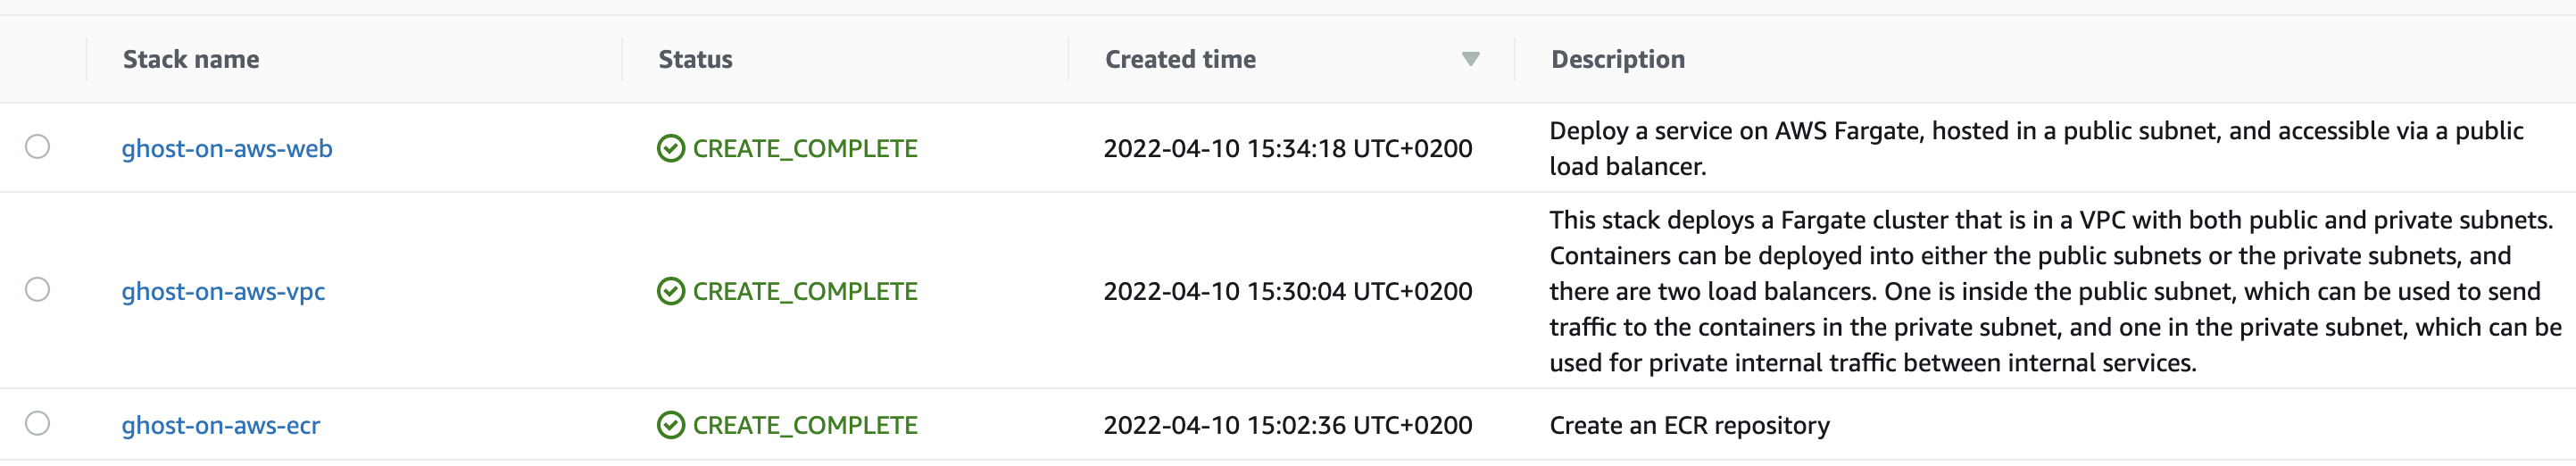 Stack name Status Created time Description
ghost-on-aws-web CREATE_COMPLETE 2022-04-10 15:34:18 UTC+0200 Deploy a service on AWS Fargate, hosted in a public subnet, and accessible via a public
load balancer.
ghost-on-aws-vpc CREATE_COMPLETE 2022-04-10 15:30:04 UTC+0200 This stack deploys a Fargate cluster that is in a VPC with both public and private subnets.
Containers can be deployed into either the public subnets or the private subnets, and
there are two load balancers. One is inside the public subnet, which can be used to send
traffic to the containers in the private subnet, and one in the private subnet, which can be
used for private internal traffic between internal services.
ghost-on-aws-ecr CREATE_COMPLETE 2022-04-10 15:02:36 UTC+0200 Create an ECR repository